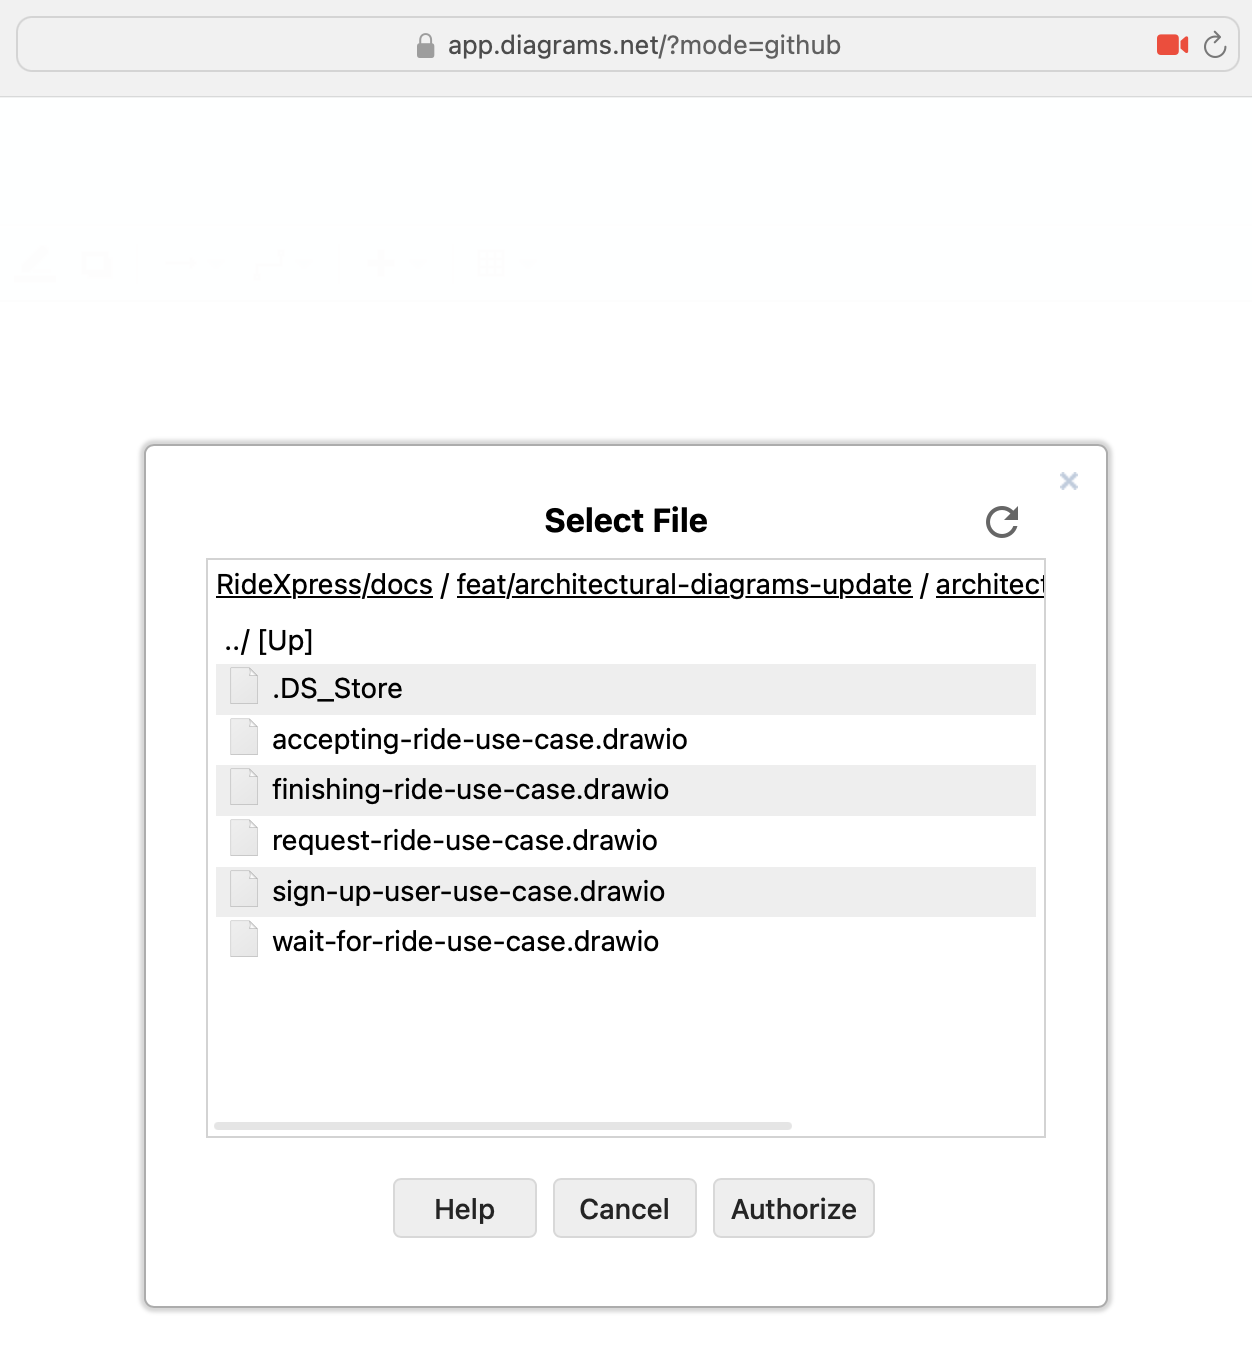 app.diagrams.net/?mode=github
Select File
RideXpress/docs / feat/architectural-diagrams-update / architect
../ [Up]
.DS_Store
accepting-ride-use-case.drawio
finishing-ride-use-case.drawio
request-ride-use-case.drawio
sign-up-user-use-case.drawio
wait-for-ride-use-case.drawio
Help Cancel Authorize